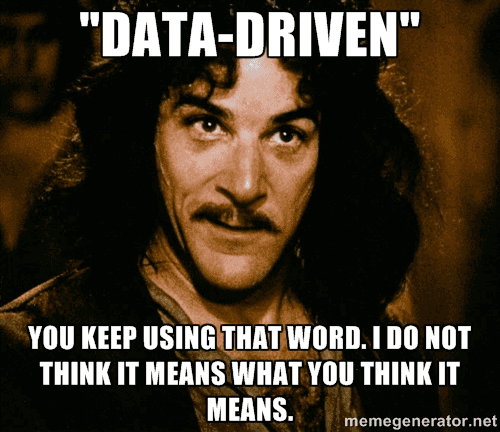 "DATA-DRIVEN"
YOU KEEP USING THAT WORD. I DO NOT
THINK IT MEANS WHAT YOU THINK IT
MEANS.
memegenerator.net